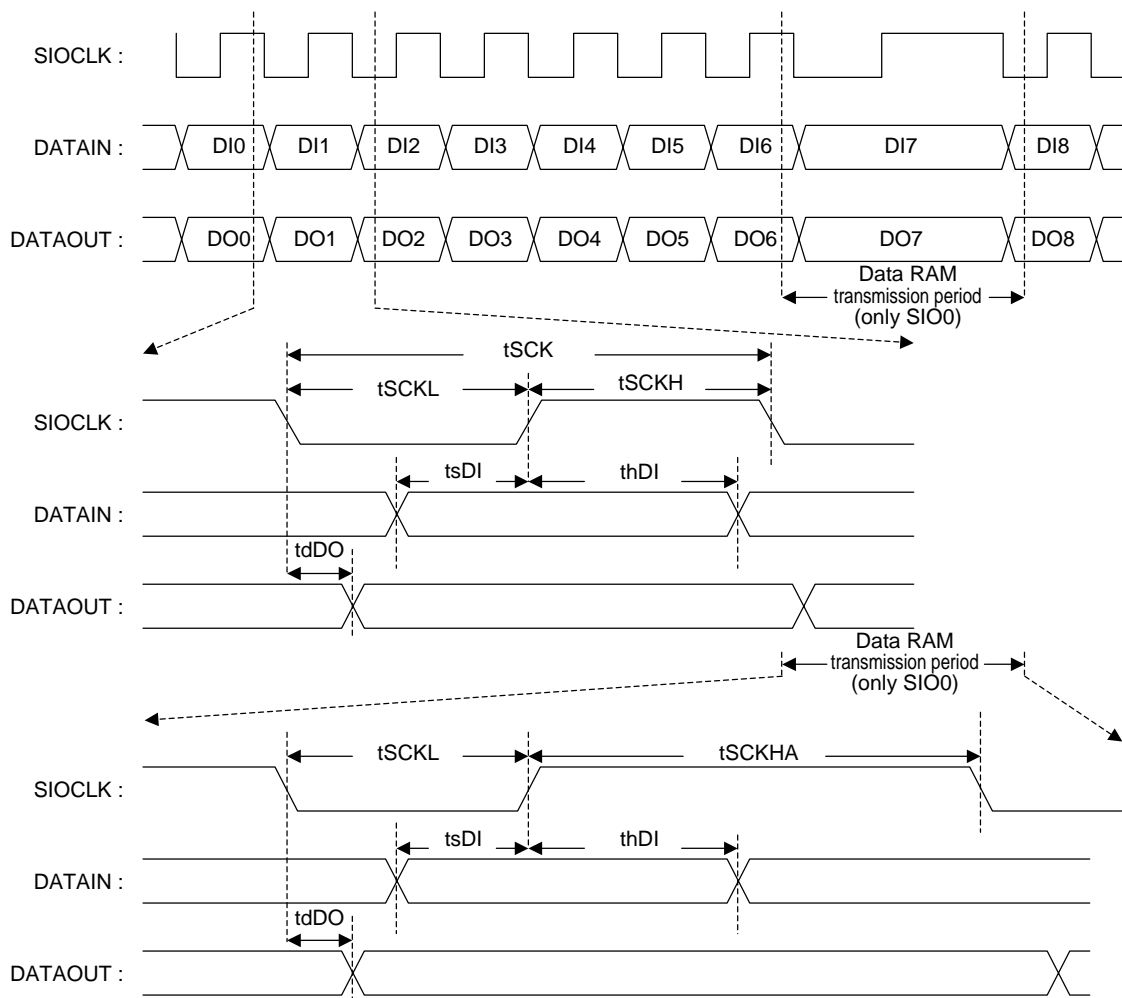 SIOCLK :
DATAIN : DI0 DI1 DI2 DI3 DI4 DI5 DI6 DI7 DI8
DATAOUT : DO0 DO1 DO2 DO3 DO4 DO5 DO6 DO7 DO8
Data RAM
transmission period
(only SIO0)
tSCK
tSCKL tSCKH
SIOCLK :
tsDI thDI
DATAIN :
tdDO
DATAOUT :
Data RAM
transmission period
(only SIO0)
tSCKL tSCKHA
SIOCLK :
tsDI thDI
DATAIN :
tdDO
DATAOUT :